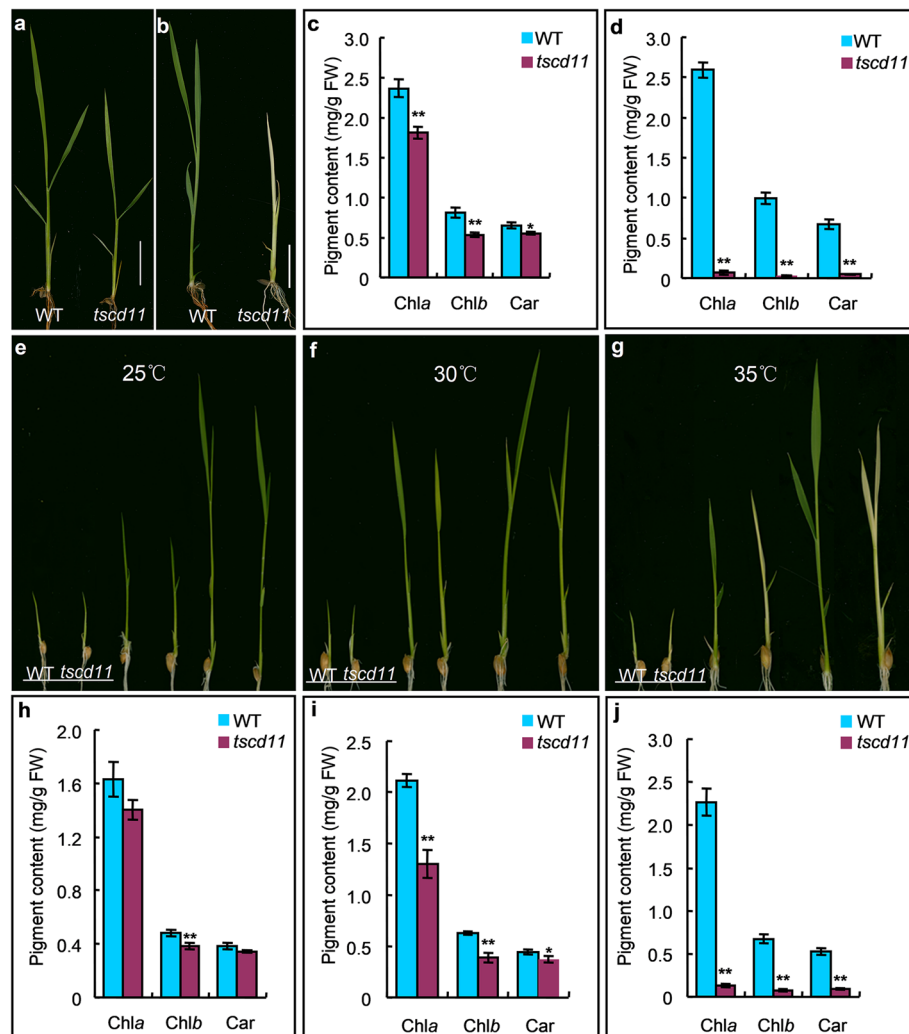 a
WT
tscd11
b
WT
tscd11
c
WT
tscd11
Pigment content (mg/g FW)
3.0
2.5
2.0
1.5
1.0
0.5
0
**
**
*
Chla
Chlb
Car
d
WT
tscd11
Pigment content (mg/g FW)
3.0
2.5
2.0
1.5
1.0
0.5
0
**
**
**
Chla
Chlb
Car
e
25℃
WT tscd11
f
30℃
WT tscd11
g
35℃
WT tscd11
h
WT
tscd11
Pigment content (mg/g FW)
2.0
1.6
1.2
0.8
0.4
0
**
Chla
Chlb
Car
i
WT
tscd11
Pigment content (mg/g FW)
2.5
2.0
1.5
1.0
0.5
0
**
**
*
Chla
Chlb
Car
j
WT
tscd11
Pigment content (mg/g FW)
3.0
2.5
2.0
1.5
1.0
0.5
0
**
**
**
Chla
Chlb
Car